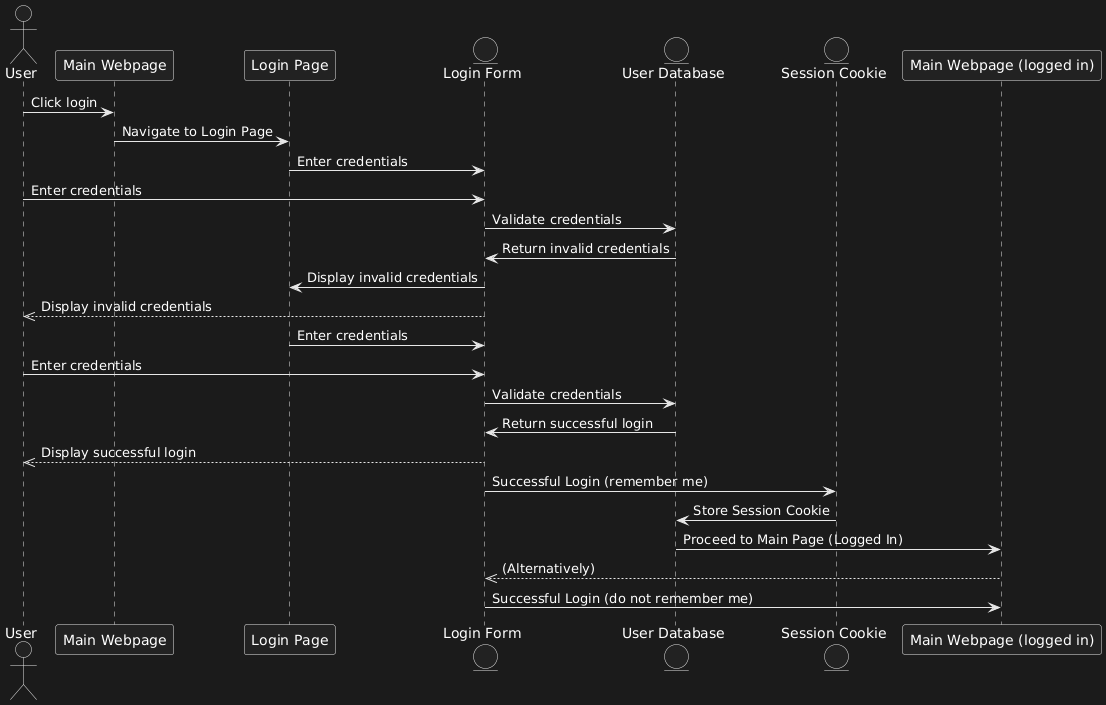 User
Main Webpage
Login Page
Login Form
User Database
Session Cookie
Main Webpage (logged in)
Click login
Navigate to Login Page
Enter credentials
Enter credentials
Validate credentials
Return invalid credentials
Display invalid credentials
Display invalid credentials
Enter credentials
Enter credentials
Validate credentials
Return successful login
Display successful login
Successful Login (remember me)
Store Session Cookie
Proceed to Main Page (Logged In)
(Alternatively)
Successful Login (do not remember me)
User
Main Webpage
Login Page
Login Form
User Database
Session Cookie
Main Webpage (logged in)